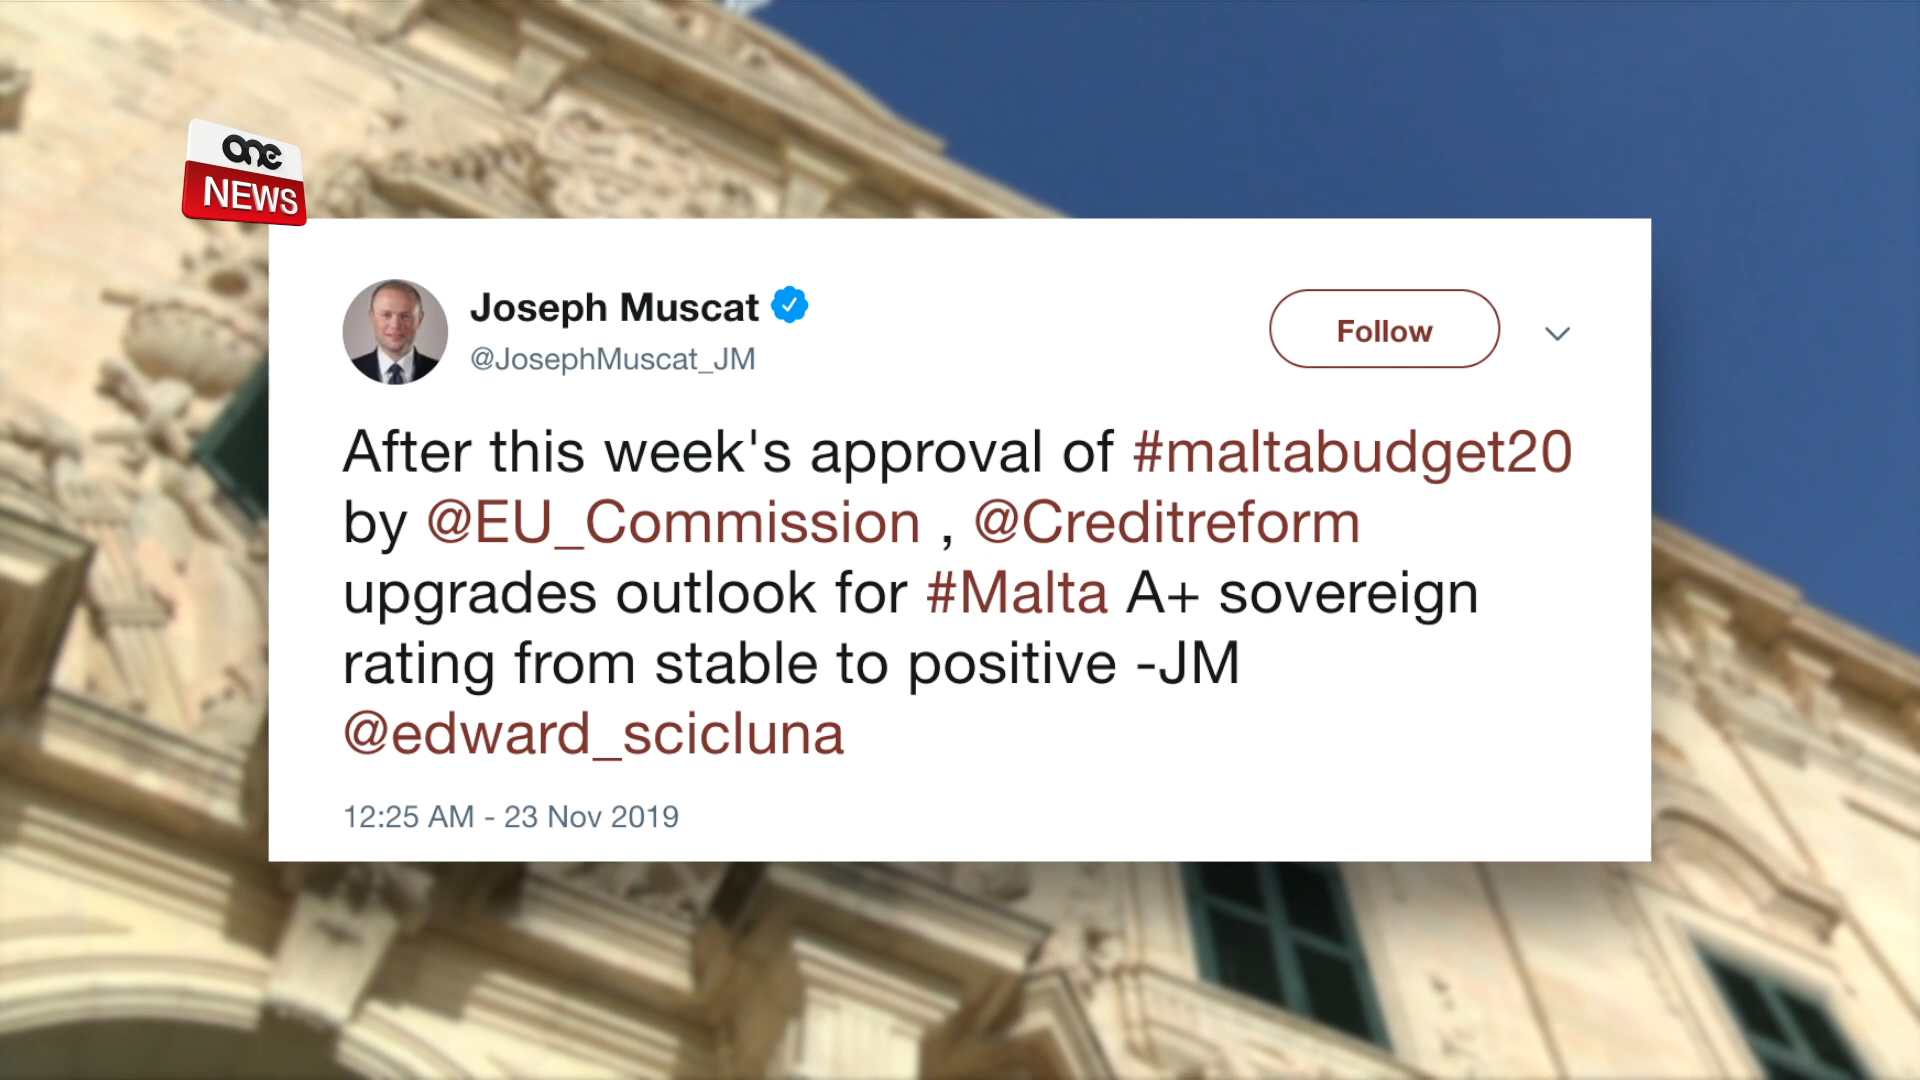 one
NEWS
Joseph Muscat
@JosephMuscat_JM
Follow
After this week's approval of #maltabudget20
by @EU_Commission , @Creditreform
upgrades outlook for #Malta A+ sovereign
rating from stable to positive -JM
@edward_scicluna
12:25 AM - 23 Nov 2019